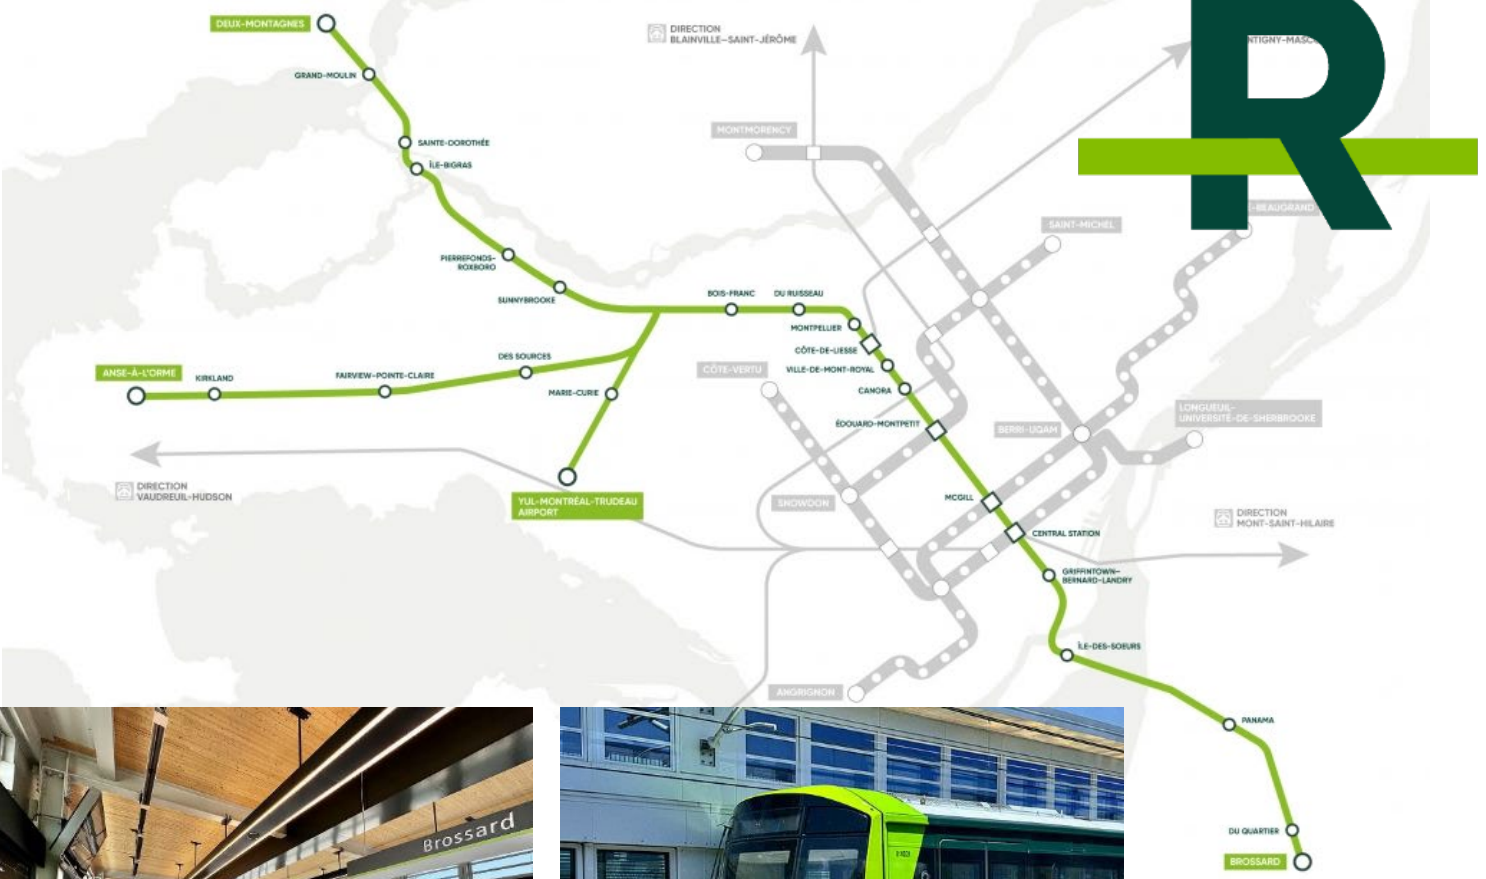 DEUX-MONTAGNES
GRAND-MOULIN
SAINTE-DOROTHÉE
ÎLE-BIGRAS
PIERREFONDS-
ROXBORO
SUNNYBROOKE
DIRECTION
BLAINVILLE–SAINT-JÉRÔME
MONTMORENCY
R
SAINT-MICHEL
BEAUGRAND
BOIS-FRANC
DU RUISSEAU
MONTPELLIER
CÔTE-DE-LIESSE
VILLE-DE-MONT-ROYAL
CANORA
ÉDOUARD-MONTPETIT
ANSE-À-L'ORME
KIRKLAND
FAIRVIEW-POINTE-CLAIRE
DES SOURCES
MARIE-CURIE
YUL-MONTRÉAL-TRUDEAU
AIRPORT
CÔTE-VERTU
LONGUEUIL-
UNIVERSITÉ-DE-SHERBROOKE
BERRI-UQAM
DIRECTION
VAUDREUIL-HUDSON
SNOWDON
MCGILL
CENTRAL STATION
DIRECTION
MONT-SAINT-HILAIRE
GRIFFINTOWN–
BERNARD-LANDRY
ÎLE-DES-SOEURS
ANGRIGNON
PANAMA
DU QUARTIER
BROSSARD
Brossard